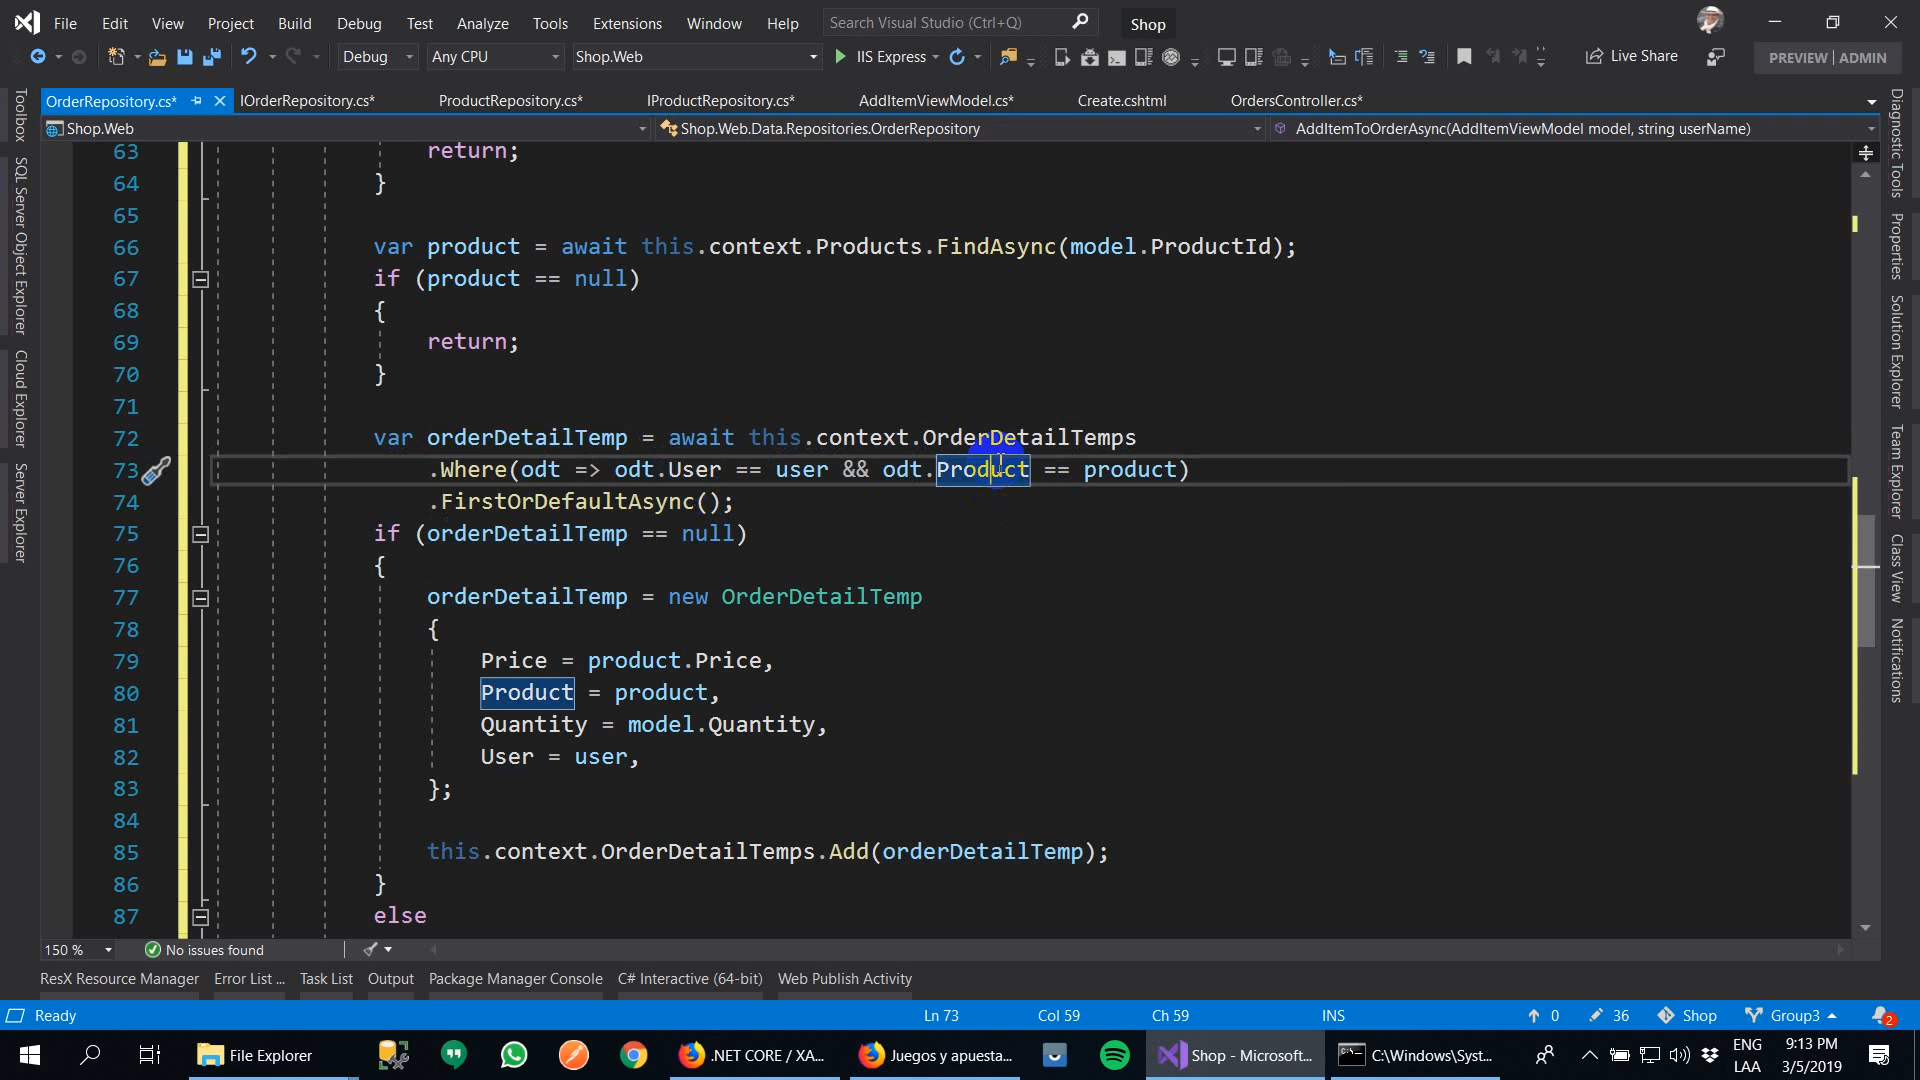 File Edit View Project Build Debug Test Analyze Tools Extensions Window Help Search Visual Studio (Ctrl+Q) Shop
Debug Any CPU Shop.Web IIS Express Live Share PREVIEW | ADMIN
OrderRepository.cs* IOrderRepository.cs* ProductRepository.cs* IProductRepository.cs* AddItemViewModel.cs* Create.cshtml OrdersController.cs*
Shop.Web Shop.Web.Data.Repositories.OrderRepository AddItemToOrderAsync(AddItemViewModel model, string userName)
Toolbox
SQL Server Object Explorer
Cloud Explorer
Server Explorer
63 return;
64 }
65
66 var product = await this.context.Products.FindAsync(model.ProductId);
67 if (product == null)
68 {
69 return;
70 }
71
72 var orderDetailTemp = await this.context.OrderDetailTemps
73 .Where(odt => odt.User == user && odt.Product == product)
74 .FirstOrDefaultAsync();
75 if (orderDetailTemp == null)
76 {
77 orderDetailTemp = new OrderDetailTemp
78 {
79 Price = product.Price,
80 Product = product,
81 Quantity = model.Quantity,
82 User = user,
83 };
84
85 this.context.OrderDetailTemps.Add(orderDetailTemp);
86 }
87 else
Diagnostic Tools
Properties
Solution Explorer
Team Explorer
Class View
Notifications
150 % No issues found
ResX Resource Manager Error List ... Task List Output Package Manager Console C# Interactive (64-bit) Web Publish Activity
Ready Ln 73 Col 59 Ch 59 INS 0 36 Shop Group3 2
File Explorer .NET CORE / XA... Juegos y apuesta... Shop - Microsoft... C:\Windows\Syst... ENG 9:13 PM
LAA 3/5/2019